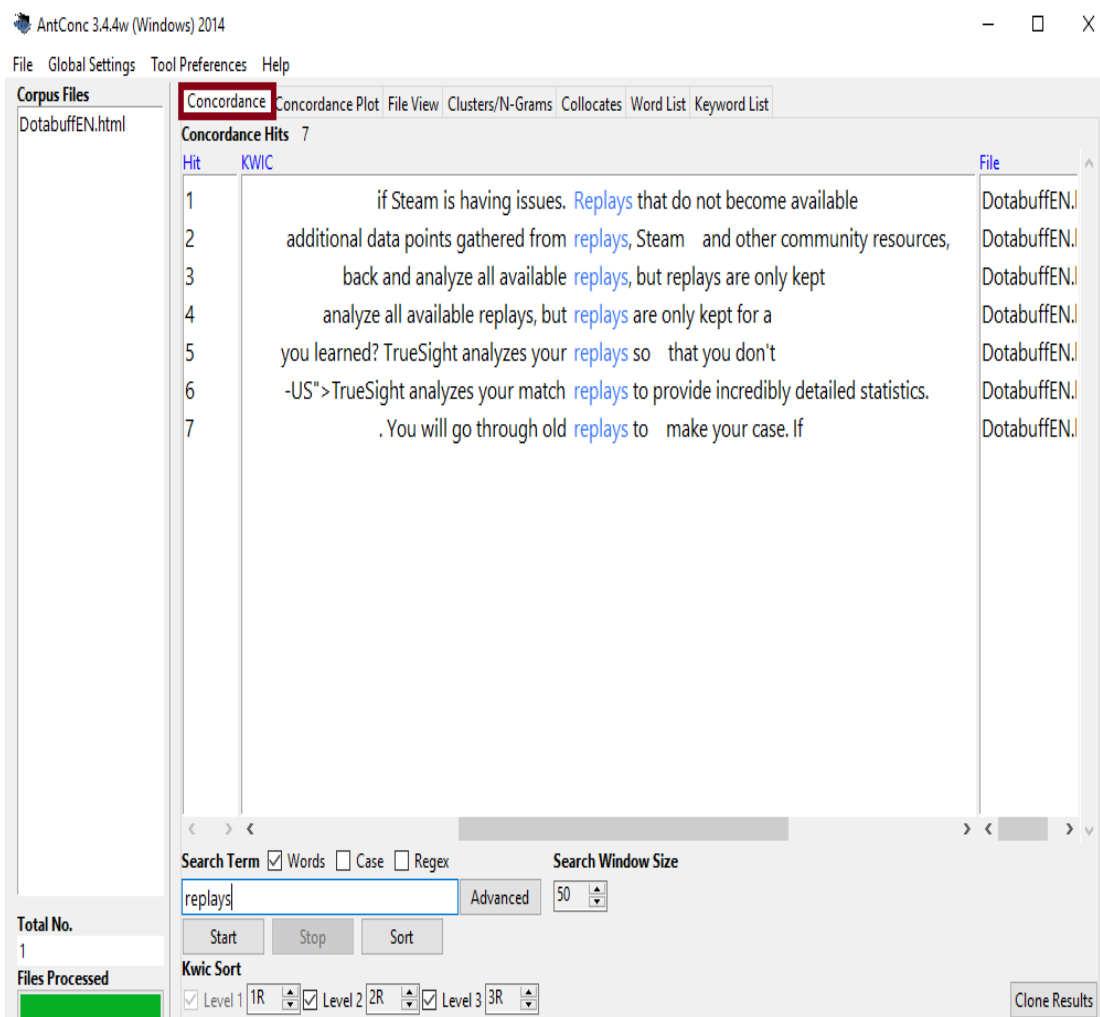 AntConc 3.4.4w (Windows) 2014
File Global Settings Tool Preferences Help
Corpus Files
DotabuffEN.html
Concordance Concordance Plot File View Clusters/N-Grams Collocates Word List Keyword List
Concordance Hits 7
Hit KWIC File
1 if Steam is having issues. Replays that do not become available DotabuffEN.
2 additional data points gathered from replays, Steam and other community resources, DotabuffEN.
3 back and analyze all available replays, but replays are only kept DotabuffEN.
4 analyze all available replays, but replays are only kept for a DotabuffEN.
5 you learned? TrueSight analyzes your replays so that you don't DotabuffEN.
6 -US">TrueSight analyzes your match replays to provide incredibly detailed statistics. DotabuffEN.
7 . You will go through old replays to make your case. If DotabuffEN.
Search Term Words Case Regex Search Window Size
replays Advanced 50
Start Stop Sort
Total No.
1
Files Processed
Kwic Sort
Level 1 1R Level 2 2R Level 3 3R Clone Results